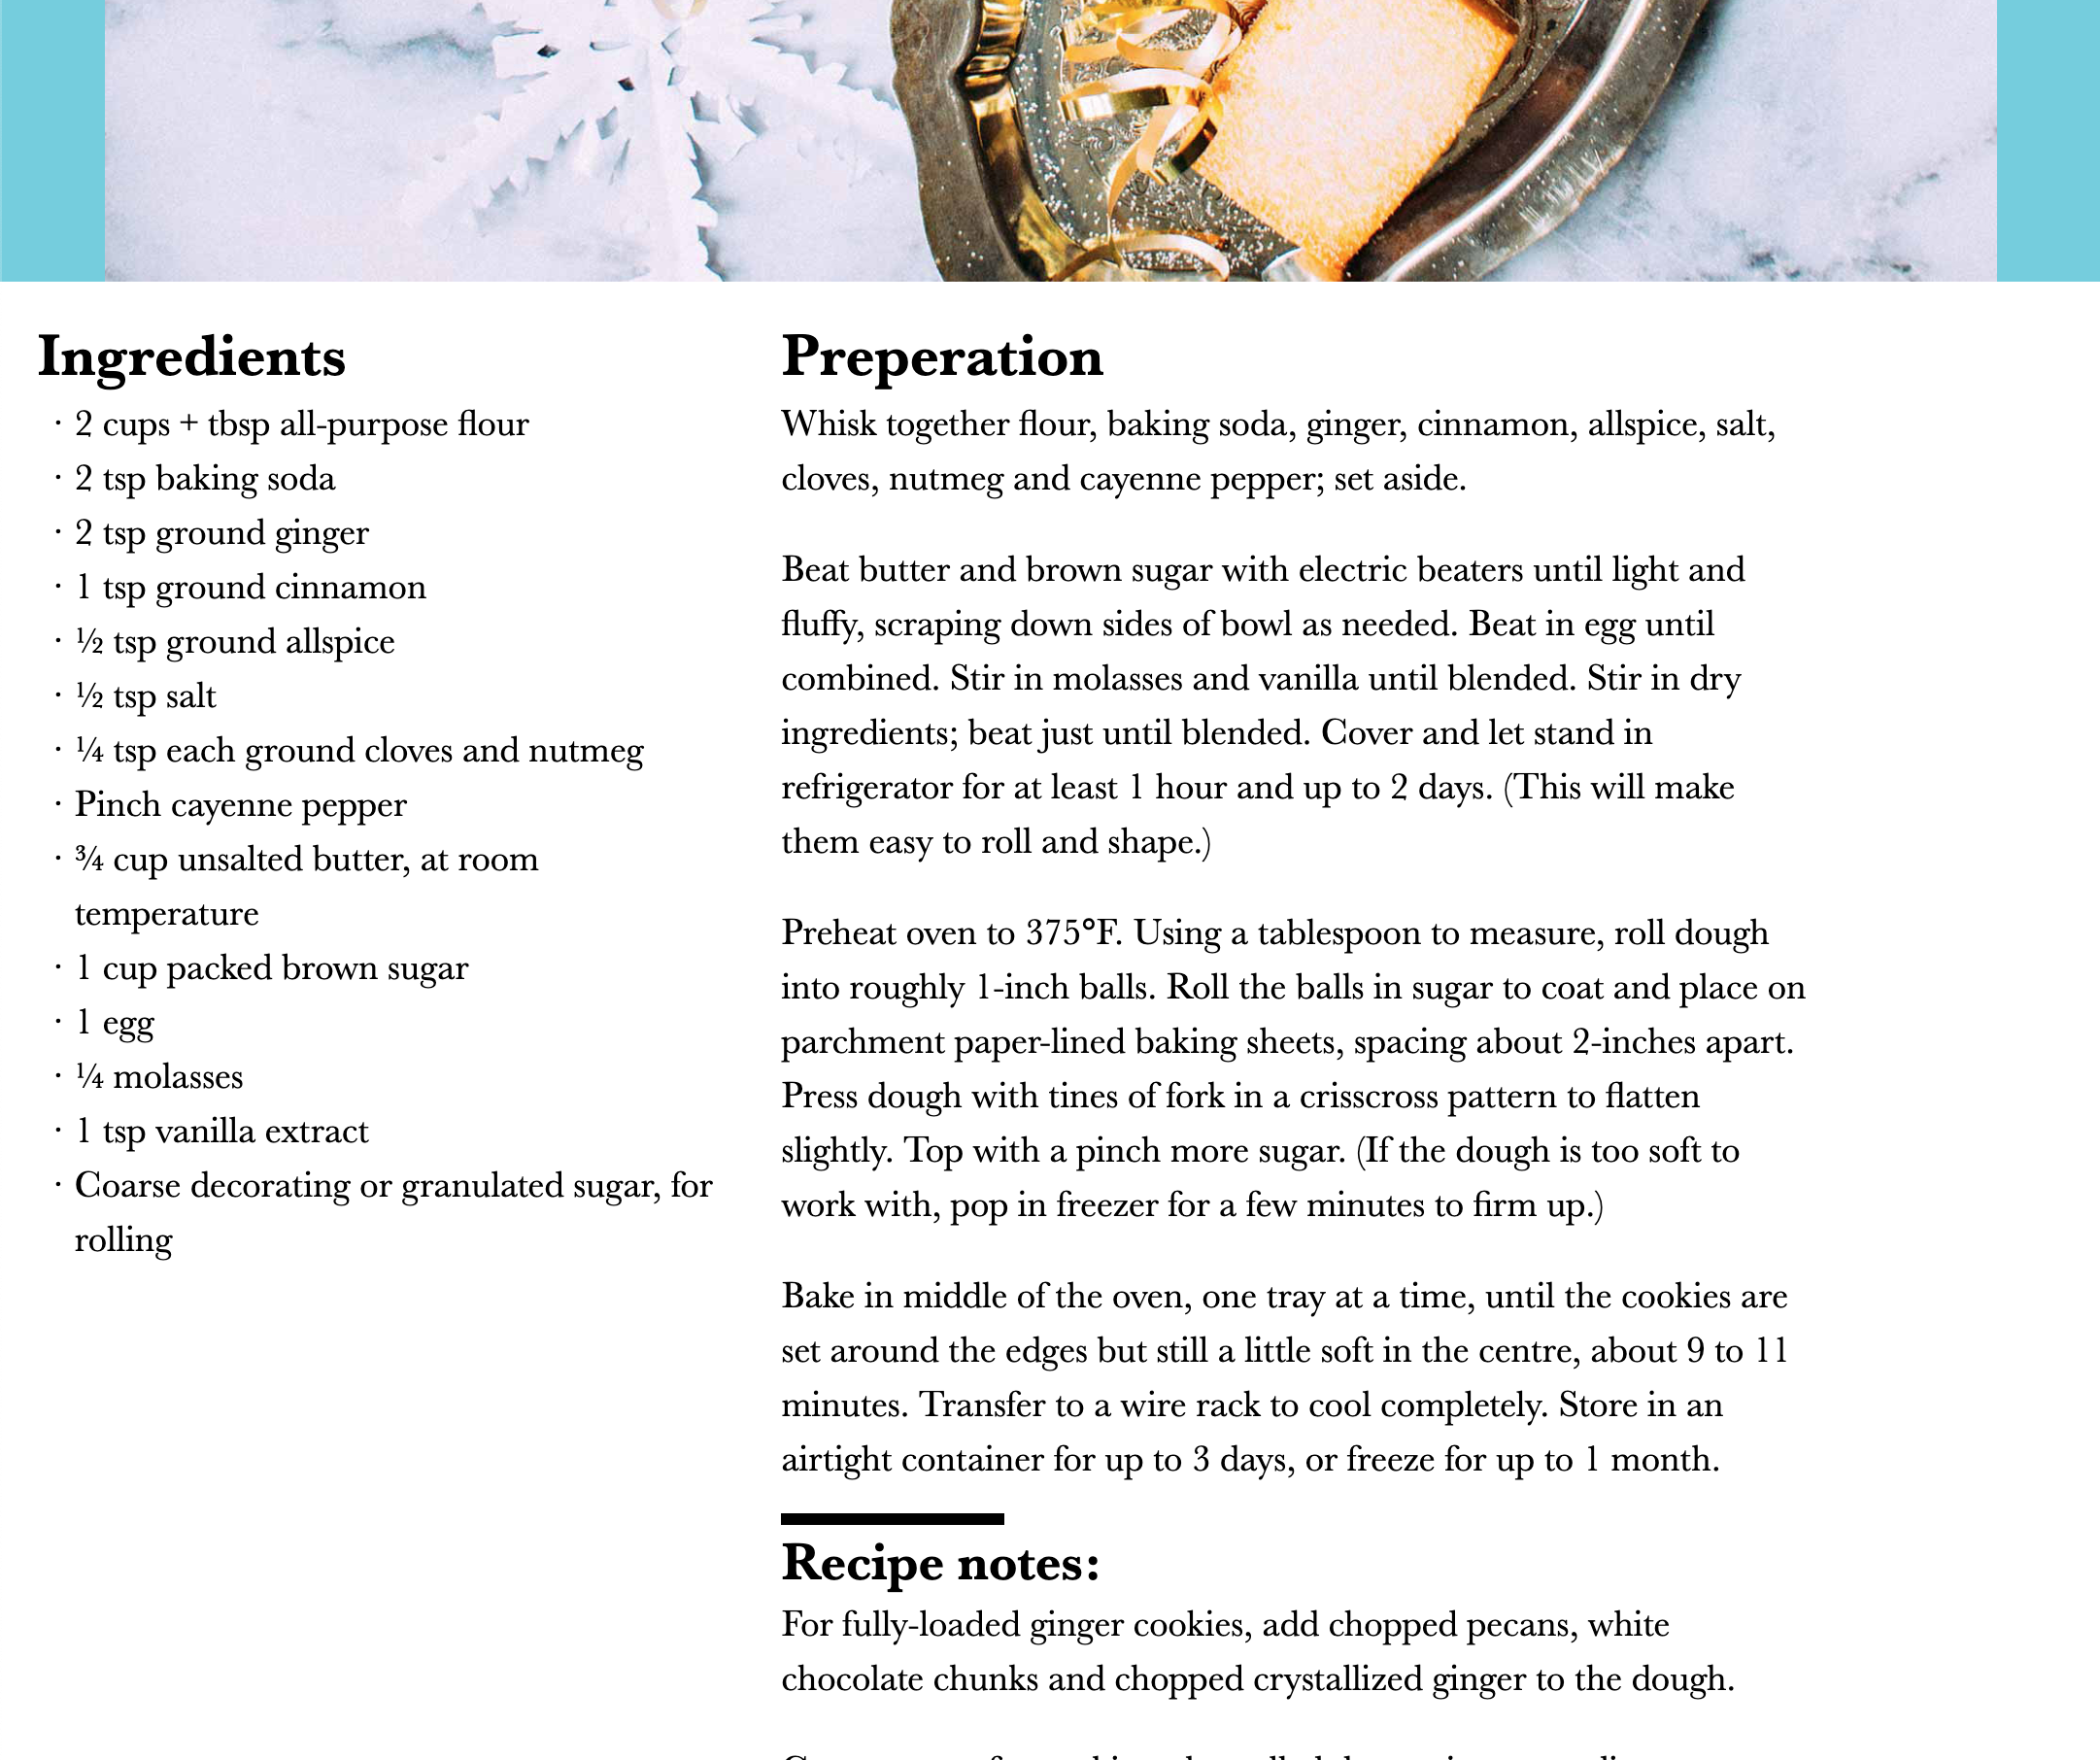 Ingredients
· 2 cups + tbsp all-purpose flour
· 2 tsp baking soda
· 2 tsp ground ginger
· 1 tsp ground cinnamon
· ½ tsp ground allspice
· ½ tsp salt
· ¼ tsp each ground cloves and nutmeg
· Pinch cayenne pepper
· ¾ cup unsalted butter, at room
temperature
· 1 cup packed brown sugar
· 1 egg
· ¼ molasses
· 1 tsp vanilla extract
· Coarse decorating or granulated sugar, for
rolling
Preperation
Whisk together flour, baking soda, ginger, cinnamon, allspice, salt,
cloves, nutmeg and cayenne pepper; set aside.
Beat butter and brown sugar with electric beaters until light and
fluffy, scraping down sides of bowl as needed. Beat in egg until
combined. Stir in molasses and vanilla until blended. Stir in dry
ingredients; beat just until blended. Cover and let stand in
refrigerator for at least 1 hour and up to 2 days. (This will make
them easy to roll and shape.)
Preheat oven to 375°F. Using a tablespoon to measure, roll dough
into roughly 1-inch balls. Roll the balls in sugar to coat and place on
parchment paper-lined baking sheets, spacing about 2-inches apart.
Press dough with tines of fork in a crisscross pattern to flatten
slightly. Top with a pinch more sugar. (If the dough is too soft to
work with, pop in freezer for a few minutes to firm up.)
Bake in middle of the oven, one tray at a time, until the cookies are
set around the edges but still a little soft in the centre, about 9 to 11
minutes. Transfer to a wire rack to cool completely. Store in an
airtight container for up to 3 days, or freeze for up to 1 month.
Recipe notes:
For fully-loaded ginger cookies, add chopped pecans, white
chocolate chunks and chopped crystallized ginger to the dough.